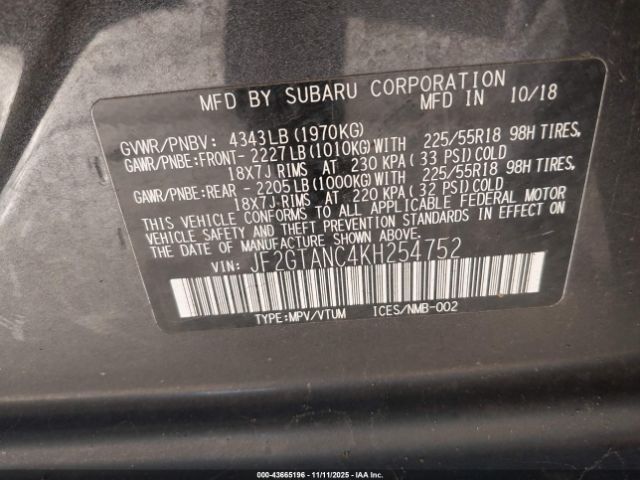 MFD BY SUBARU CORPORATION
MFD IN 10/18
GVWR/PNBV: 4343LB(1970KG)
GAWR/PNBE:FRONT- 2227LB(1010KG)WITH 225/55R18 98H TIRES,
18X7J RIMS AT 230 KPA(33 PSI)COLD
GAWR/PNBE:REAR - 2205LB(1000KG)WITH 225/55R18 98H TIRES,
18X7J RIMS AT 220 KPA(32 PSI)COLD
THIS VEHICLE CONFORMS TO ALL APPLICABLE FEDERAL MOTOR
VEHICLE SAFETY AND THEFT PREVENTION STANDARDS IN EFFECT ON
THE DATE OF MANUFACTURE SHOWN ABOVE.
VIN: JF2GTANC4KH254752
TYPE:MPV/VTUM ICES/NMB-002
000-43665196 - 11/11/2025 - IAAINC